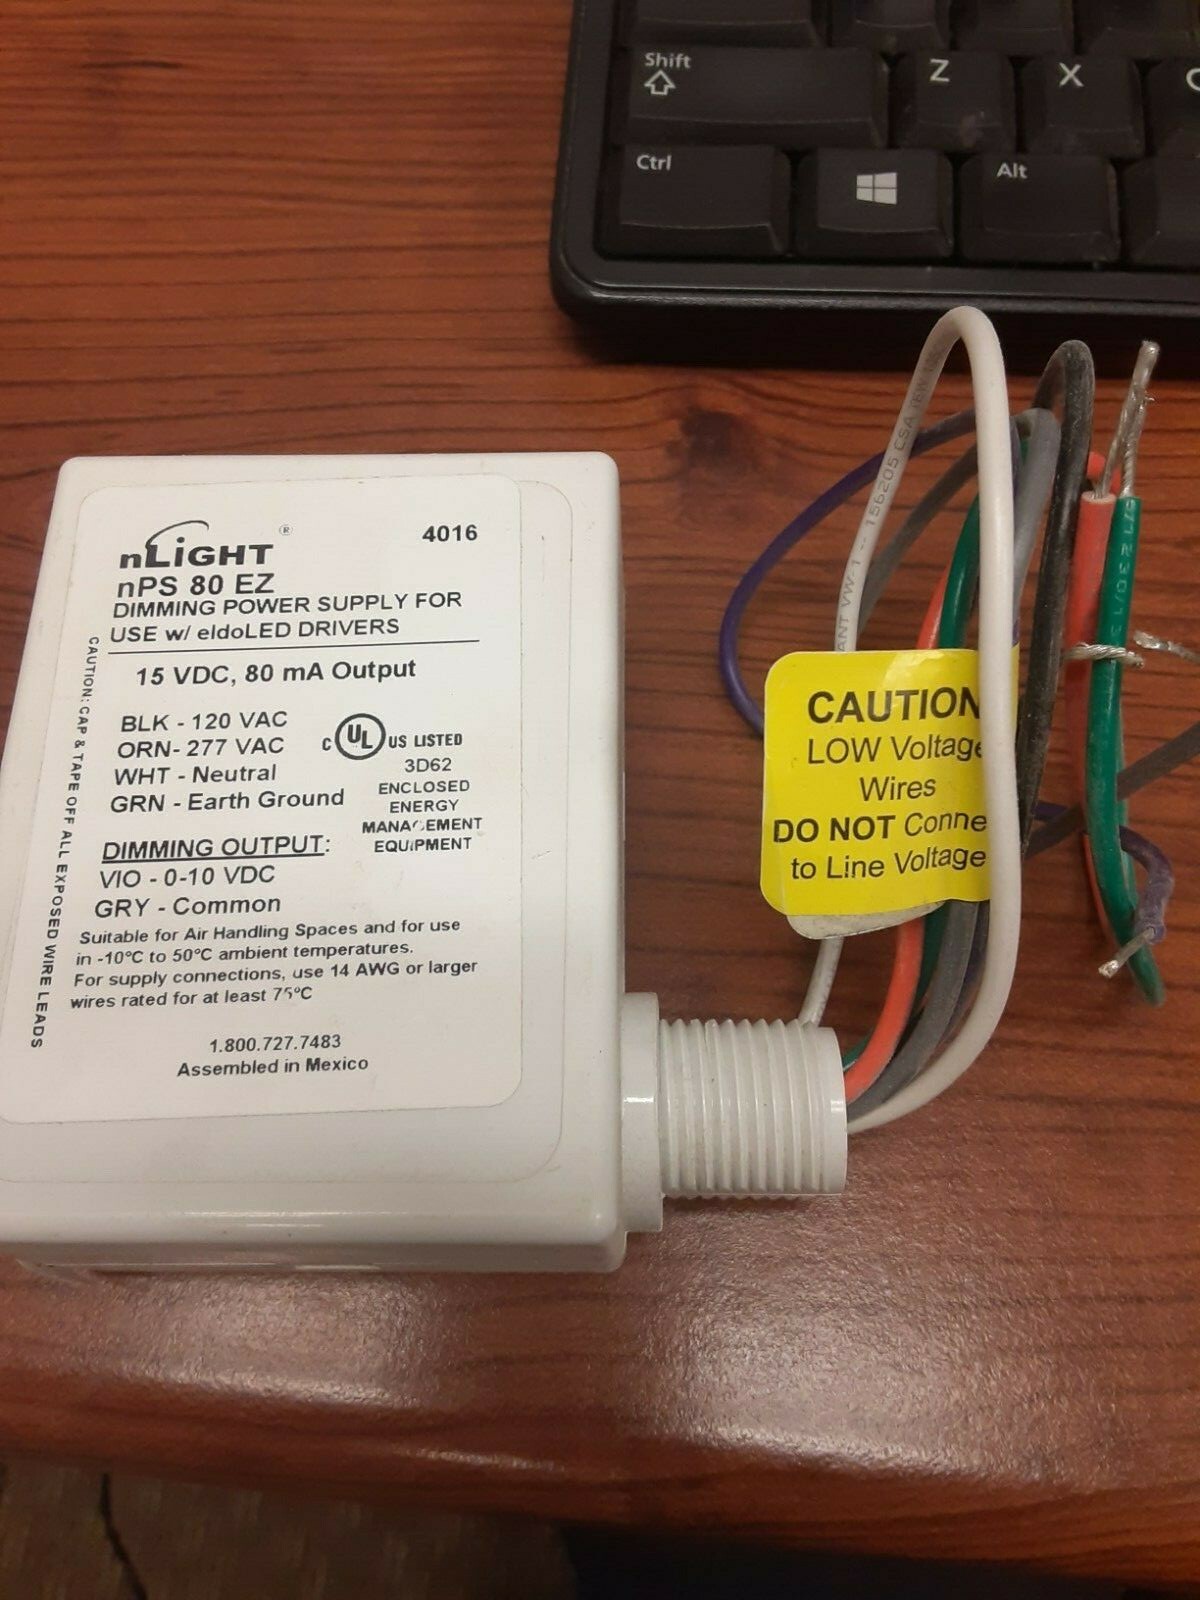 Shift
Z
X
Ctrl
Alt
nLIGHT ®
4016
nPS 80 EZ
DIMMING POWER SUPPLY FOR
USE w/ eldoLED DRIVERS
15 VDC, 80 mA Output
BLK - 120 VAC
ORN- 277 VAC
WHT - Neutral
GRN - Earth Ground
C UL US LISTED
3D62
ENCLOSED
ENERGY
MANAGEMENT
EQUIPMENT
DIMMING OUTPUT:
VIO - 0-10 VDC
GRY - Common
Suitable for Air Handling Spaces and for use
in -10°C to 50°C ambient temperatures.
For supply connections, use 14 AWG or larger
wires rated for at least 75°C
1.800.727.7483
Assembled in Mexico
CAUTION: CAP & TAPE OFF ALL EXPOSED WIRE LEADS
CAUTION
LOW Voltage
Wires
DO NOT Conne
to Line Voltage
VW-1 -- 156205 CSA